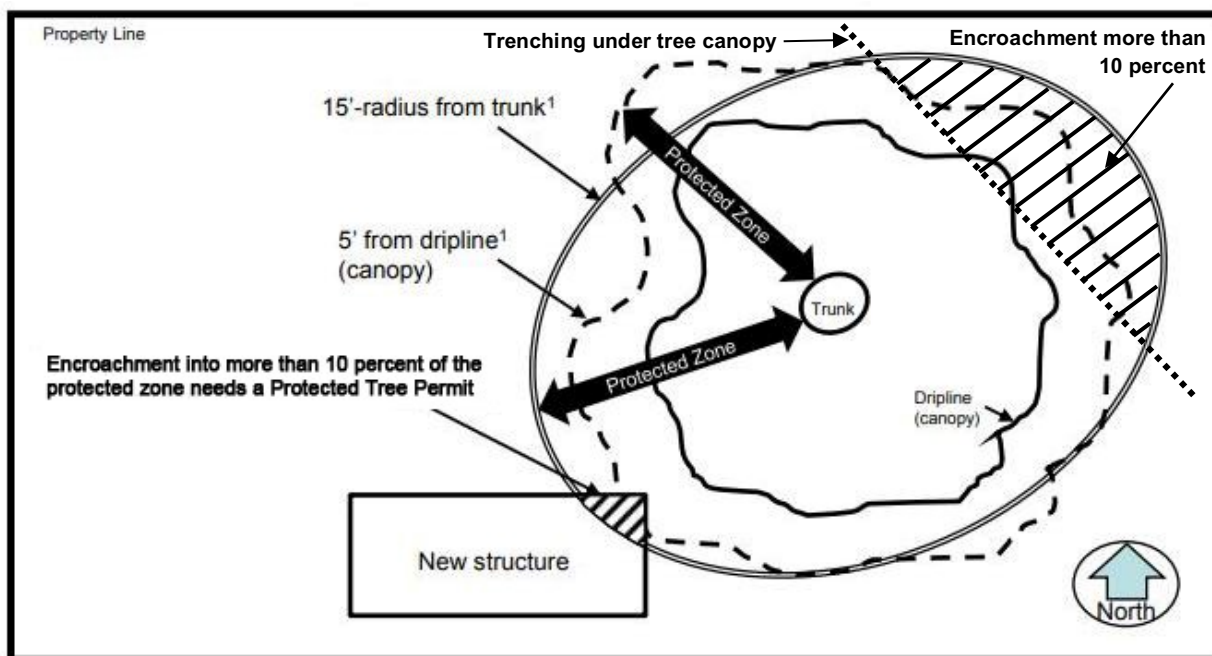 Property Line
Trenching under tree canopy
Encroachment more than
10 percent
15'-radius from trunk¹
Protected Zone
5' from dripline¹
(canopy)
Trunk
Encroachment into more than 10 percent of the
protected zone needs a Protected Tree Permit
Protected Zone
Dripline
(canopy)
New structure
North